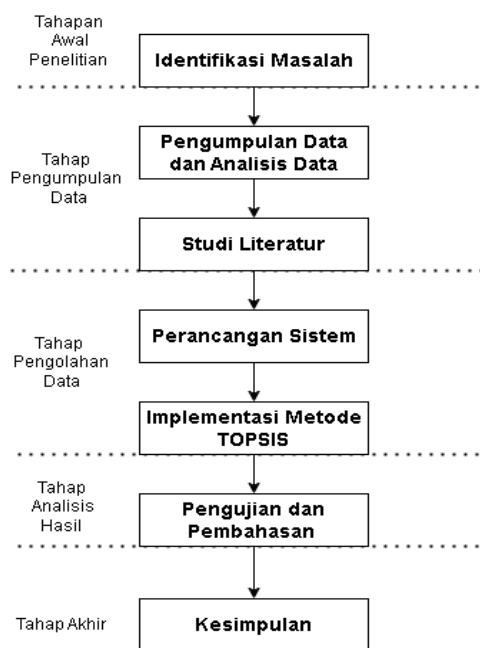 Tahapan
Awal
Penelitian
Identifikasi Masalah
Tahap
Pengumpulan
Data
Pengumpulan Data
dan Analisis Data
Studi Literatur
Tahap
Pengolahan
Data
Perancangan Sistem
Implementasi Metode
TOPSIS
Tahap
Analisis
Hasil
Pengujian dan
Pembahasan
Tahap Akhir
Kesimpulan